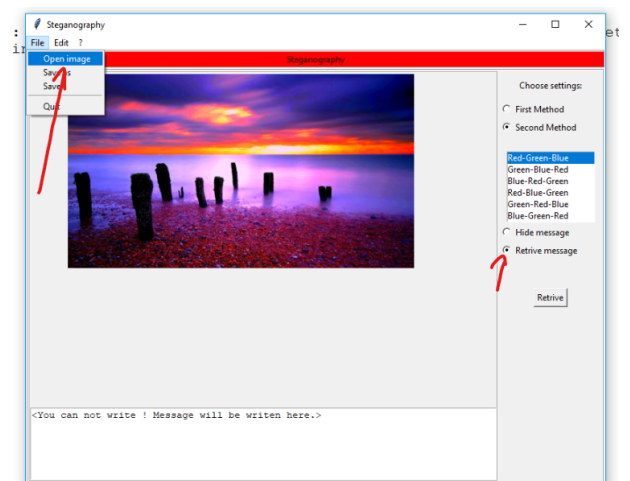 Steganography
: et
File Edit ?
Open image
Steganography
Save
Choose settings:
First Method
Second Method
Red-Green-Blue
Green-Blue-Red
Blue-Red-Green
Red-Blue-Green
Green-Red-Blue
Blue-Green-Red
Hide message
Retrive message
Retrive
<You can not write ! Message will be writen here.>